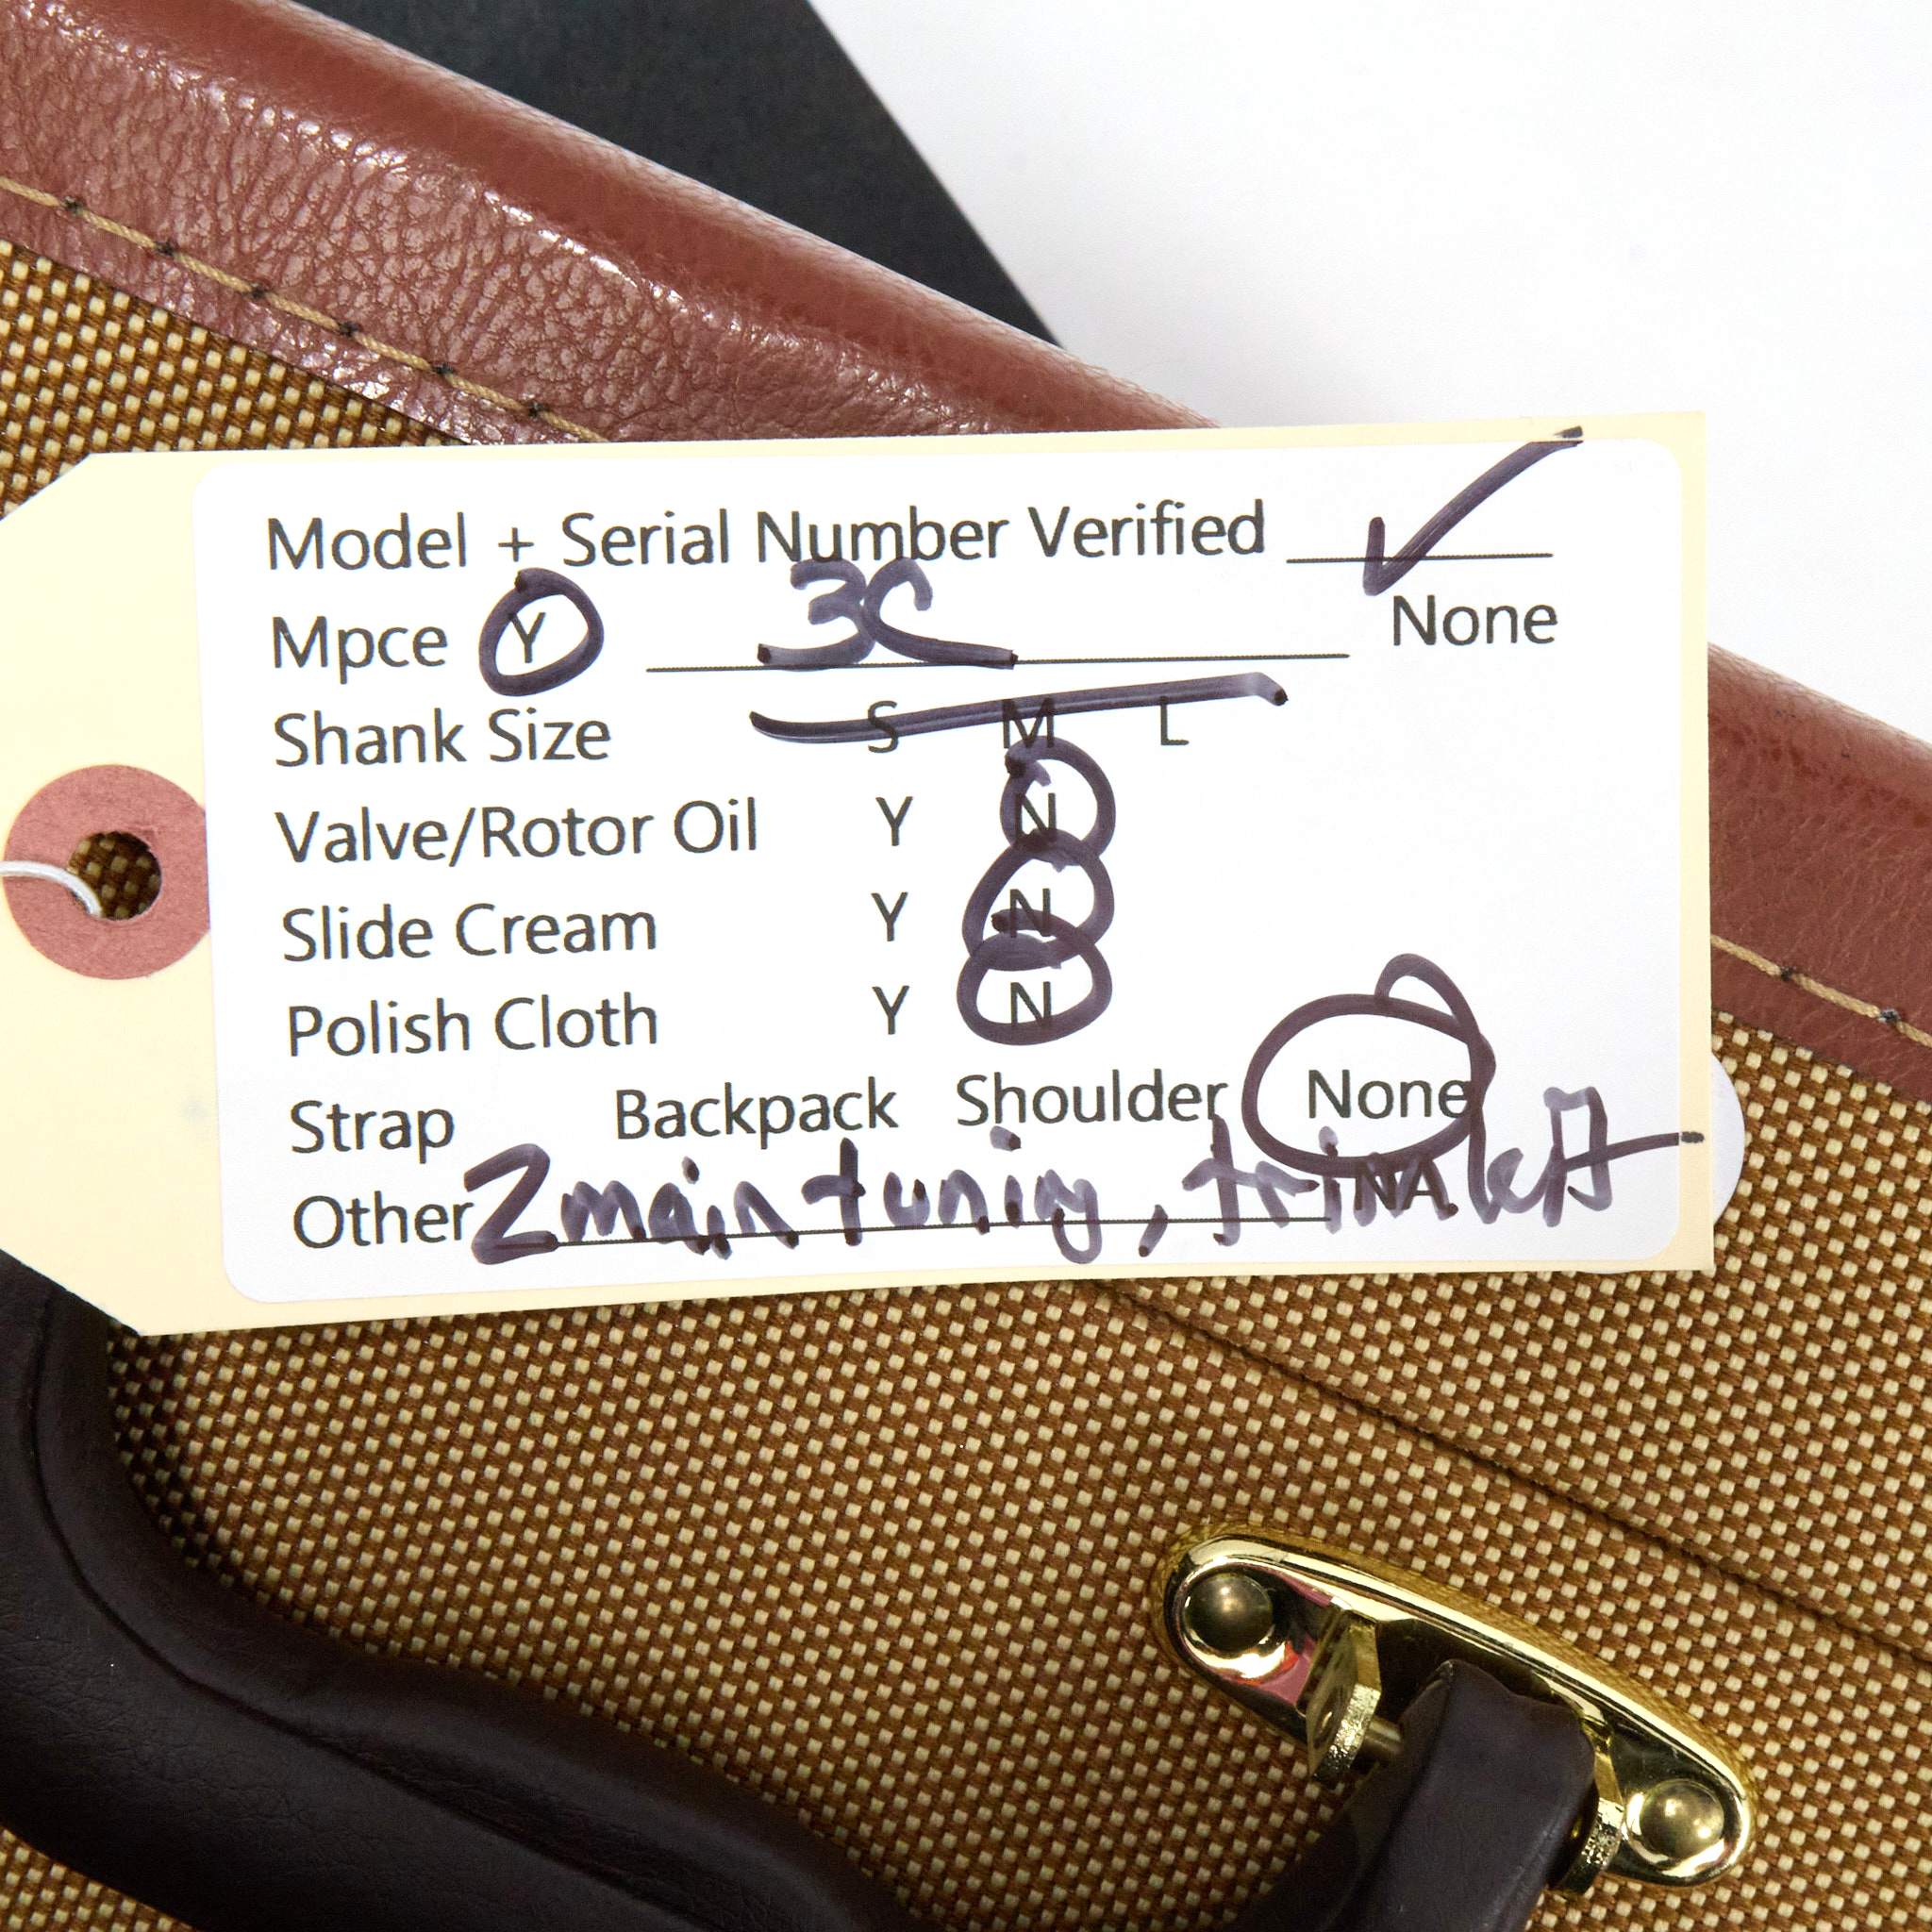 Model + Serial Number Verified ✓
Mpce Y 3C None
Shank Size S M L
Valve/Rotor Oil Y N
Slide Cream Y N
Polish Cloth Y N
Strap Backpack Shoulder None
Other 2 main tuning, NA